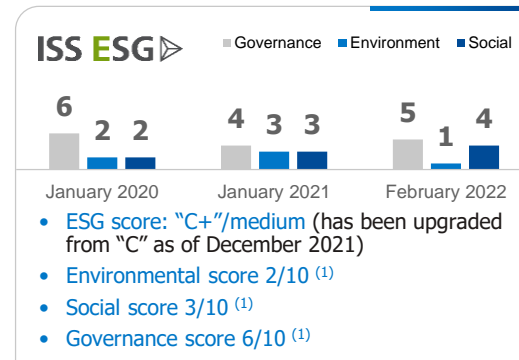 ISS ESG
Governance Environment Social
6 2 2
4 3 3
5 1 4
January 2020 January 2021 February 2022
• ESG score: “C+”/medium (has been upgraded
from “C” as of December 2021)
• Environmental score 2/10 (1)
• Social score 3/10 (1)
• Governance score 6/10 (1)